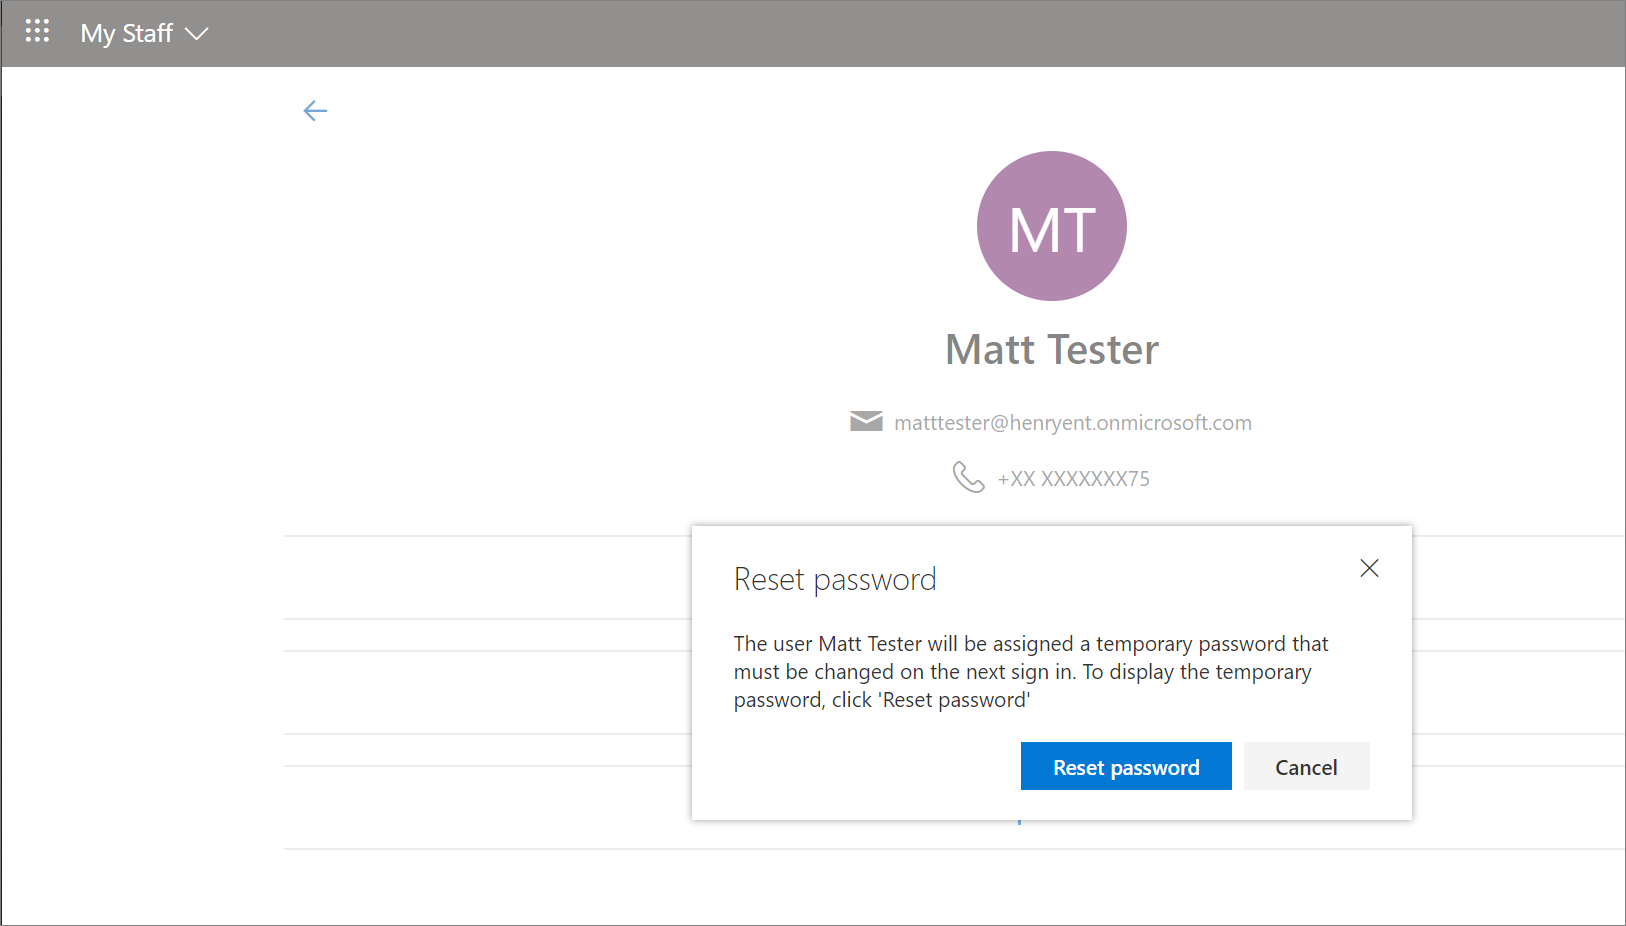 My Staff
MT
Matt Tester
matttester@henryent.onmicrosoft.com
+XX XXXXXXX75
Reset password
The user Matt Tester will be assigned a temporary password that
must be changed on the next sign in. To display the temporary
password, click 'Reset password'
Reset password
Cancel